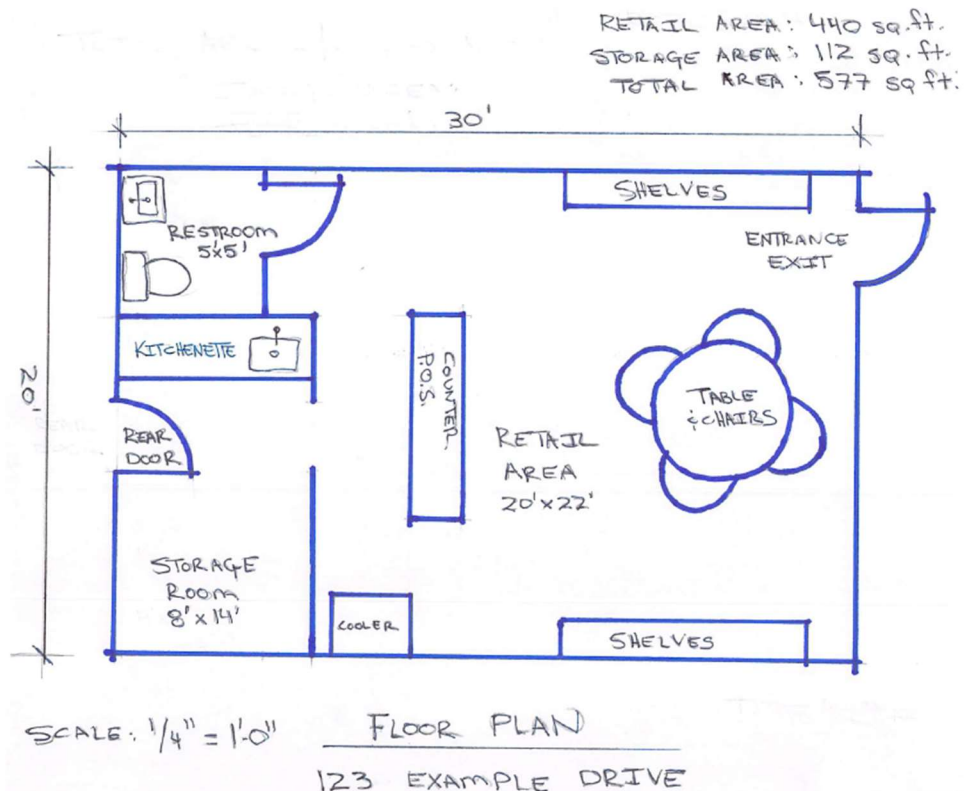 RETAIL AREA: 440 sq.ft.
STORAGE AREA: 112 sq.ft.
TOTAL AREA: 577 sq ft.
30'
SHELVES
RESTROOM
5'x5'
ENTRANCE
EXIT
KITCHENETTE
20'
COUNTER
P.O.S.
TABLE
& CHAIRS
REAR
DOOR
RETAIL
AREA
20'x22'
STORAGE
ROOM
8'x14'
COOLER
SHELVES
SCALE: 1/4" = 1'-0"
FLOOR PLAN
123 EXAMPLE DRIVE